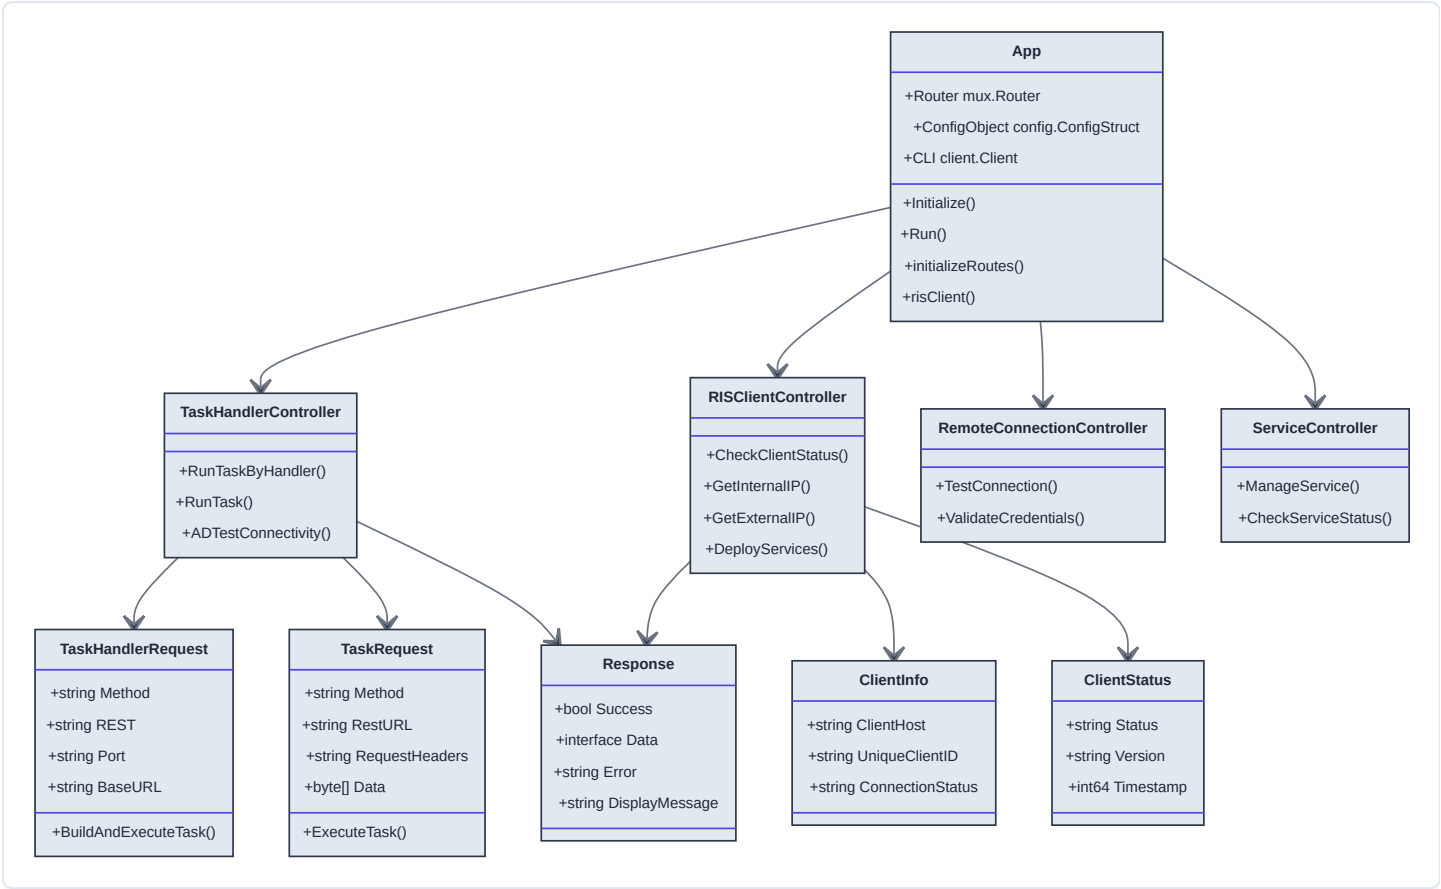 App
+Router mux.Router
+ConfigObject config.ConfigStruct
+CLI client.Client
+Initialize()
+Run()
+initializeRoutes()
+risClient()
TaskHandlerController
+RunTaskByHandler()
+RunTask()
+ADTestConnectivity()
RISClientController
+CheckClientStatus()
+GetInternalIP()
+GetExternalIP()
+DeployServices()
RemoteConnectionController
+TestConnection()
+ValidateCredentials()
ServiceController
+ManageService()
+CheckServiceStatus()
TaskHandlerRequest
+string Method
+string REST
+string Port
+string BaseURL
+BuildAndExecuteTask()
TaskRequest
+string Method
+string RestURL
+string RequestHeaders
+byte[] Data
+ExecuteTask()
Response
+bool Success
+interface Data
+string Error
+string DisplayMessage
ClientInfo
+string ClientHost
+string UniqueClientID
+string ConnectionStatus
ClientStatus
+string Status
+string Version
+int64 Timestamp